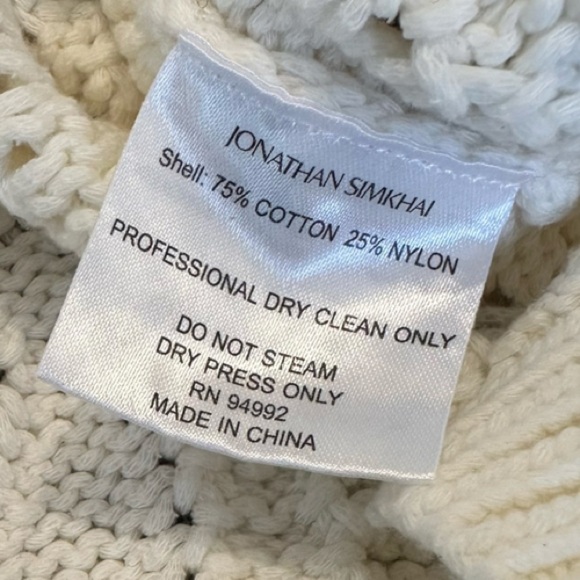 JONATHAN SIMKHAI
Shell: 75% COTTON 25% NYLON
PROFESSIONAL DRY CLEAN ONLY
DO NOT STEAM
DRY PRESS ONLY
RN 94992
MADE IN CHINA